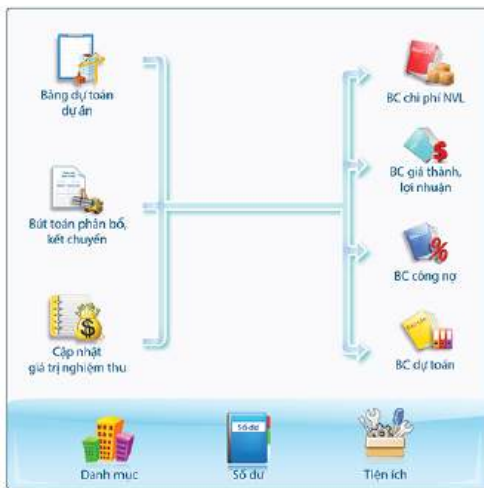 Bảng dự toán
dự án
Bút toán phân bổ,
kết chuyển
Cập nhật
giá trị nghiệm thu
BC chi phí NVL
BC giá thành,
lợi nhuận
BC công nợ
BC dự toán
Số dư
Danh mục
Số dư
Tiện ích